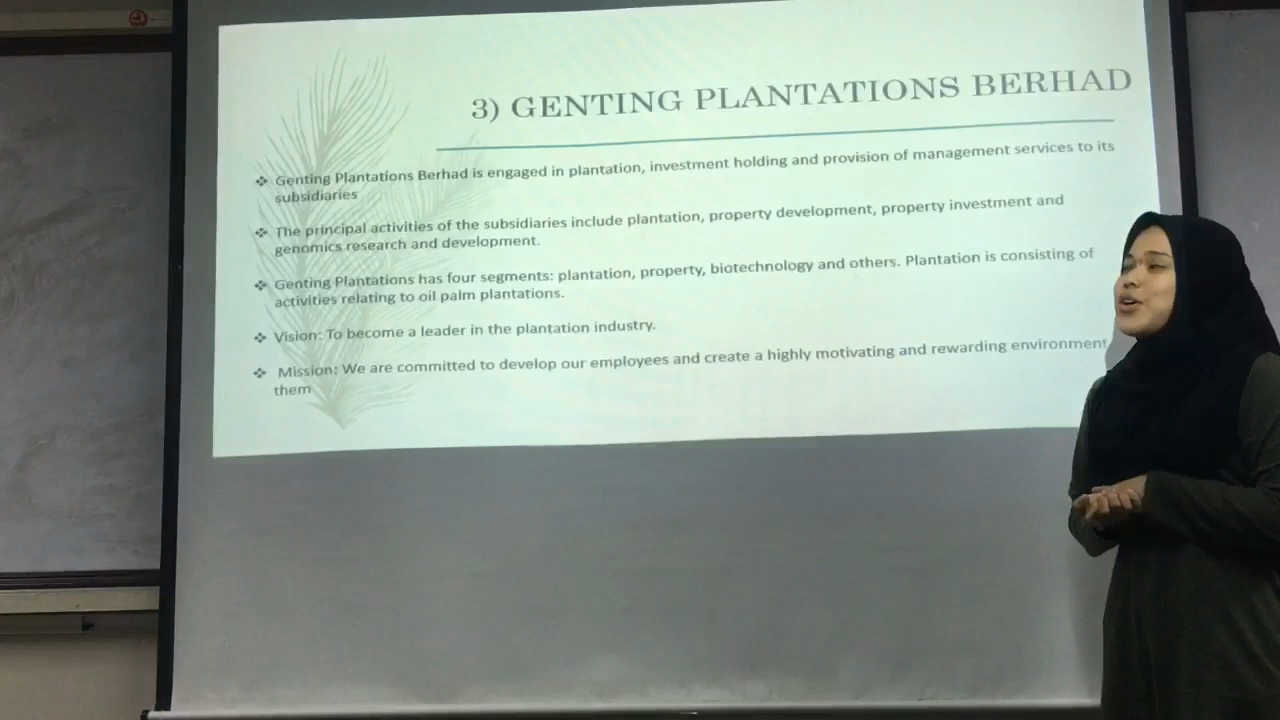 3) GENTING PLANTATIONS BERHAD
❖ Genting Plantations Berhad is engaged in plantation, investment holding and provision of management services to its
subsidiaries
❖ The principal activities of the subsidiaries include plantation, property development, property investment and
genomics research and development.
❖ Genting Plantations has four segments: plantation, property, biotechnology and others. Plantation is consisting of
activities relating to oil palm plantations.
❖ Vision: To become a leader in the plantation industry.
❖ Mission: We are committed to develop our employees and create a highly motivating and rewarding environment
them